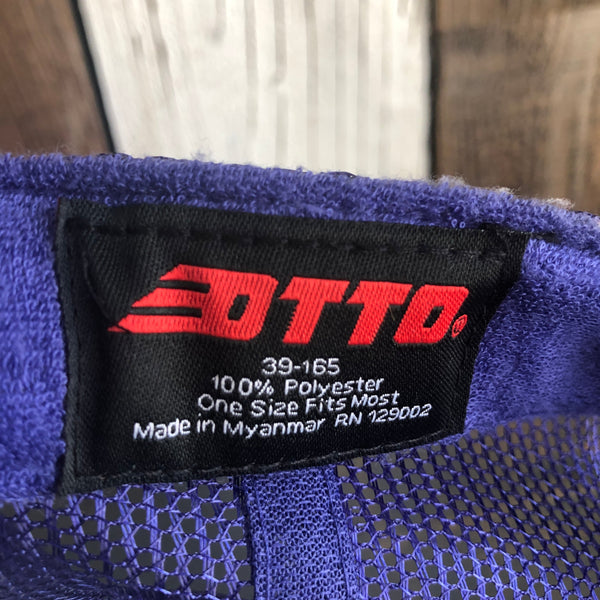 OTTO®
39-165
100% Polyester
One Size Fits Most
Made in Myanmar RN 129002